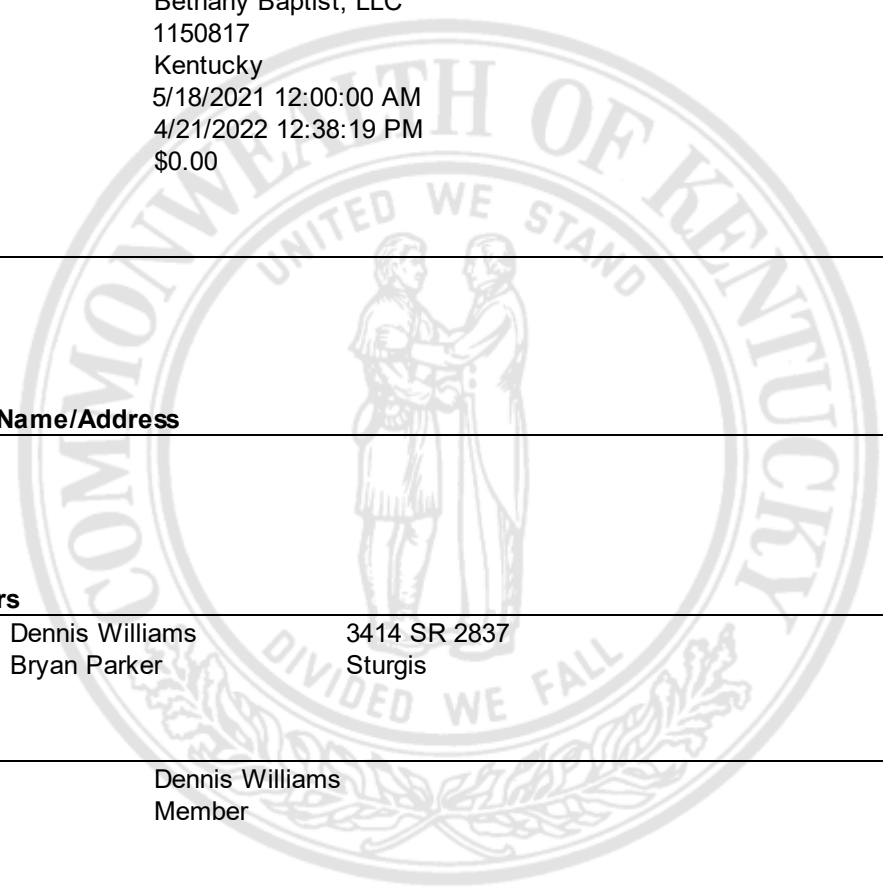 Bethany Baptist, LLC
1150817
Kentucky
5/18/2021 12:00:00 AM
4/21/2022 12:38:19 PM
$0.00
COMMONWEALTH OF KENTUCKY
UNITED WE STAND
Name/Address
rs
Dennis Williams 3414 SR 2837
Bryan Parker Sturgis
DIVIDED WE FALL
Dennis Williams
Member